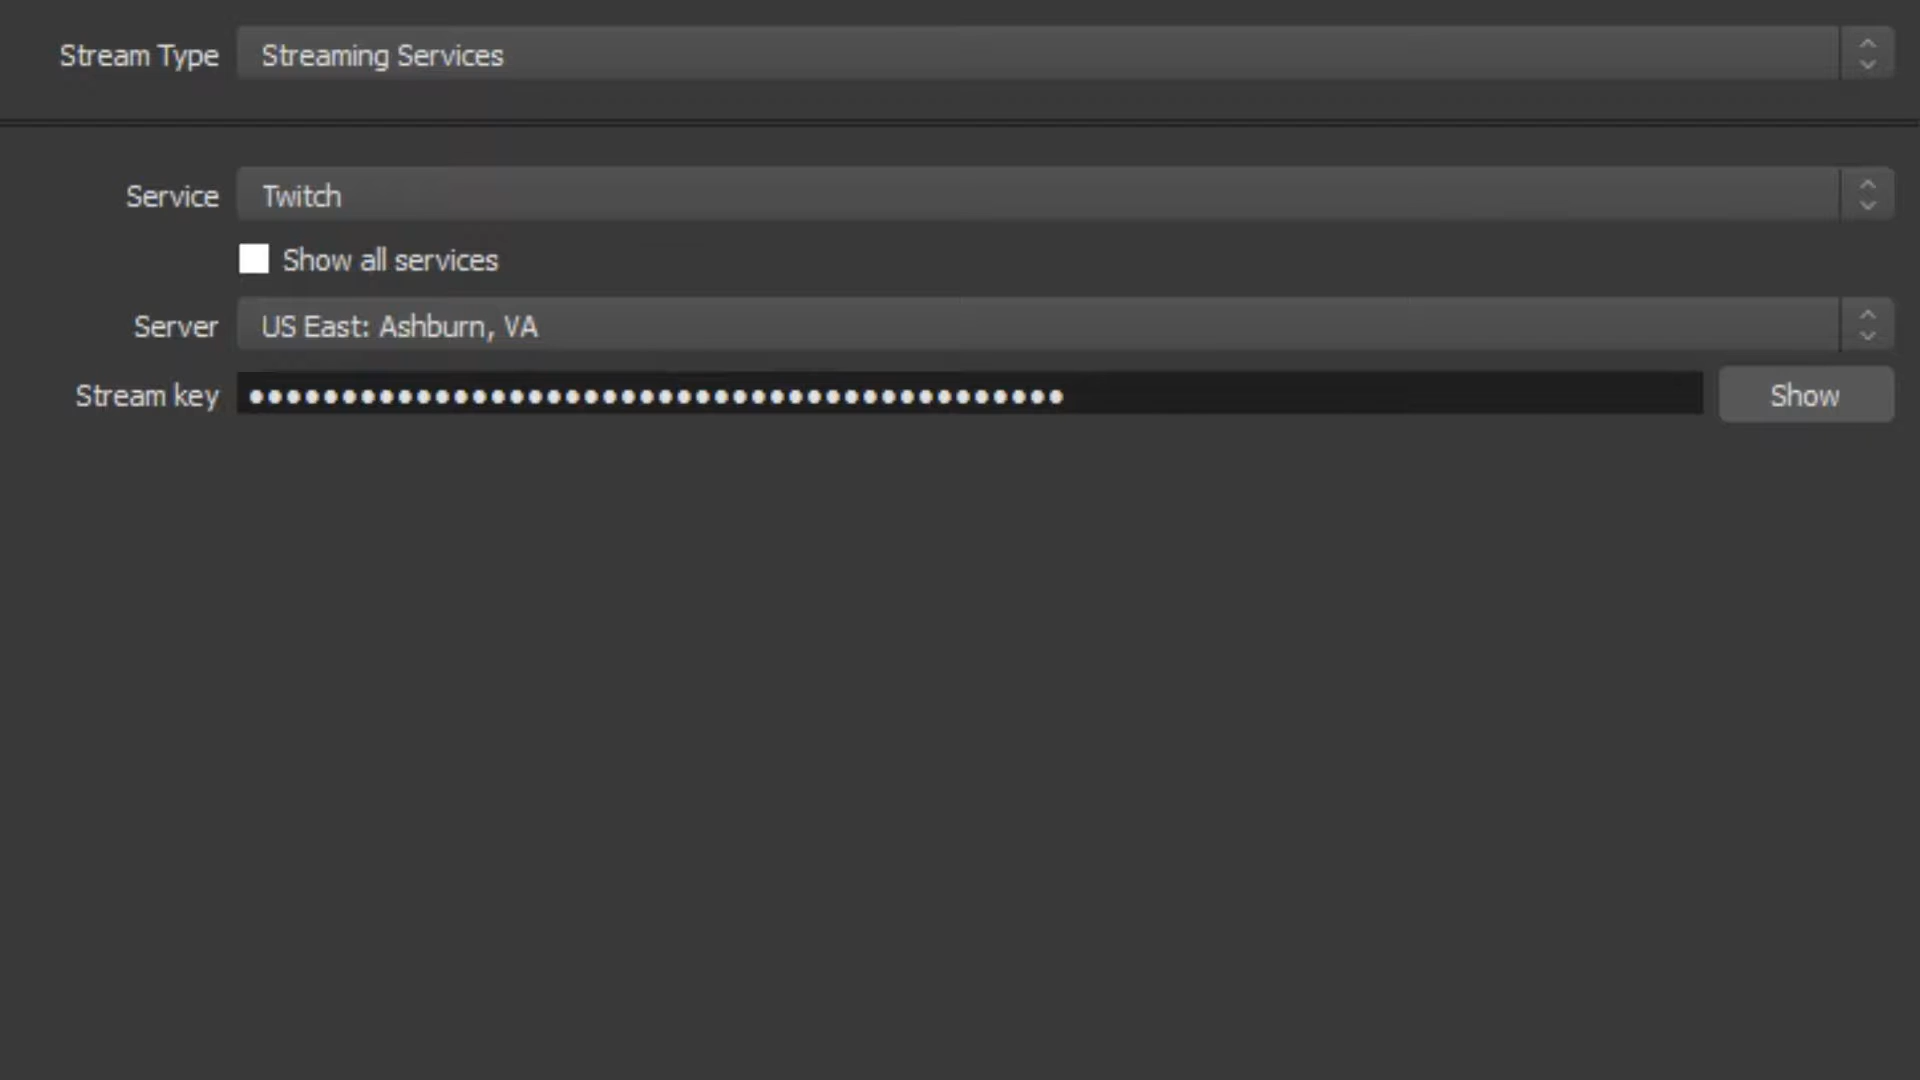 Stream Type Streaming Services
Service Twitch
Show all services
Server US East: Ashburn, VA
Stream key ●●●●●●●●●●●●●●●●●●●●●●●●●●●●●●●●●●●●●●●●●●●● Show